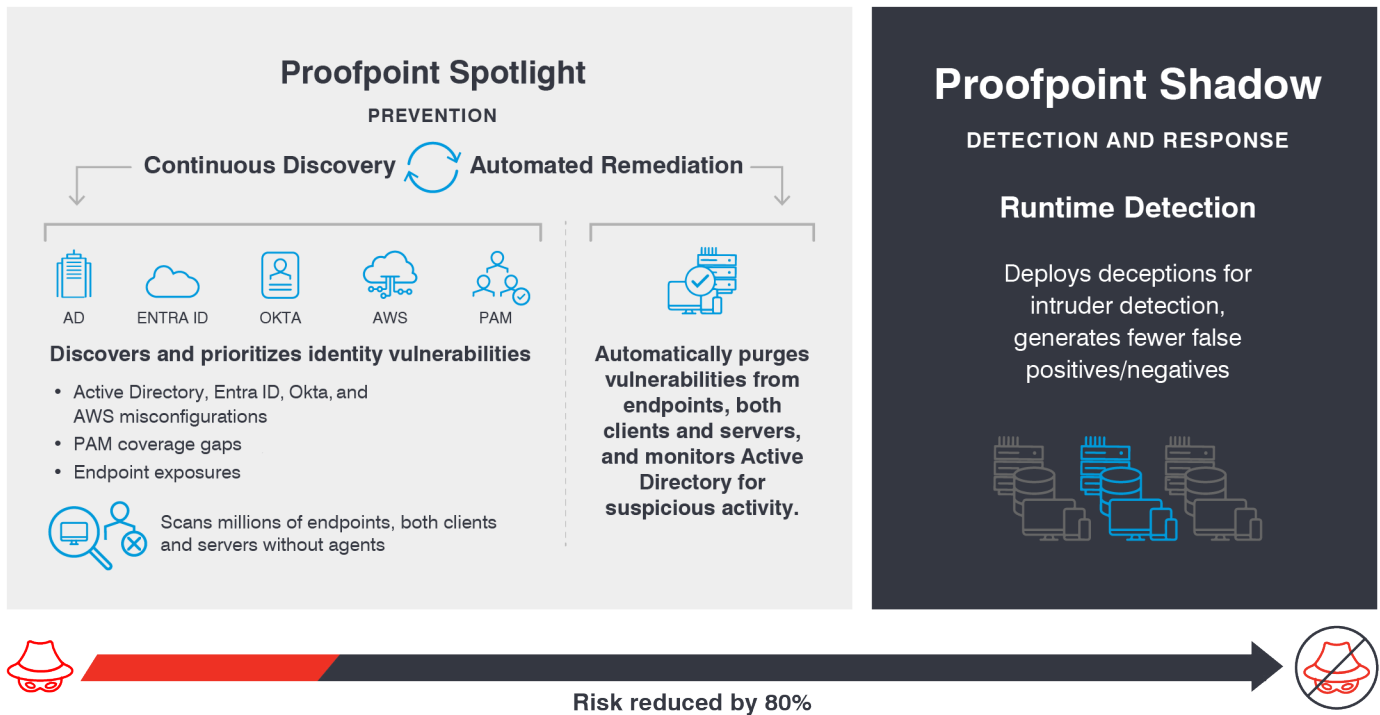 Proofpoint Spotlight
PREVENTION
Continuous Discovery
Automated Remediation
AD
ENTRA ID
OKTA
AWS
PAM
Discovers and prioritizes identity vulnerabilities
• Active Directory, Entra ID, Okta, and
AWS misconfigurations
• PAM coverage gaps
• Endpoint exposures
Scans millions of endpoints, both clients
and servers without agents
Automatically purges
vulnerabilities from
endpoints, both
clients and servers,
and monitors Active
Directory for
suspicious activity.
Proofpoint Shadow
DETECTION AND RESPONSE
Runtime Detection
Deploys deceptions for
intruder detection,
generates fewer false
positives/negatives
Risk reduced by 80%